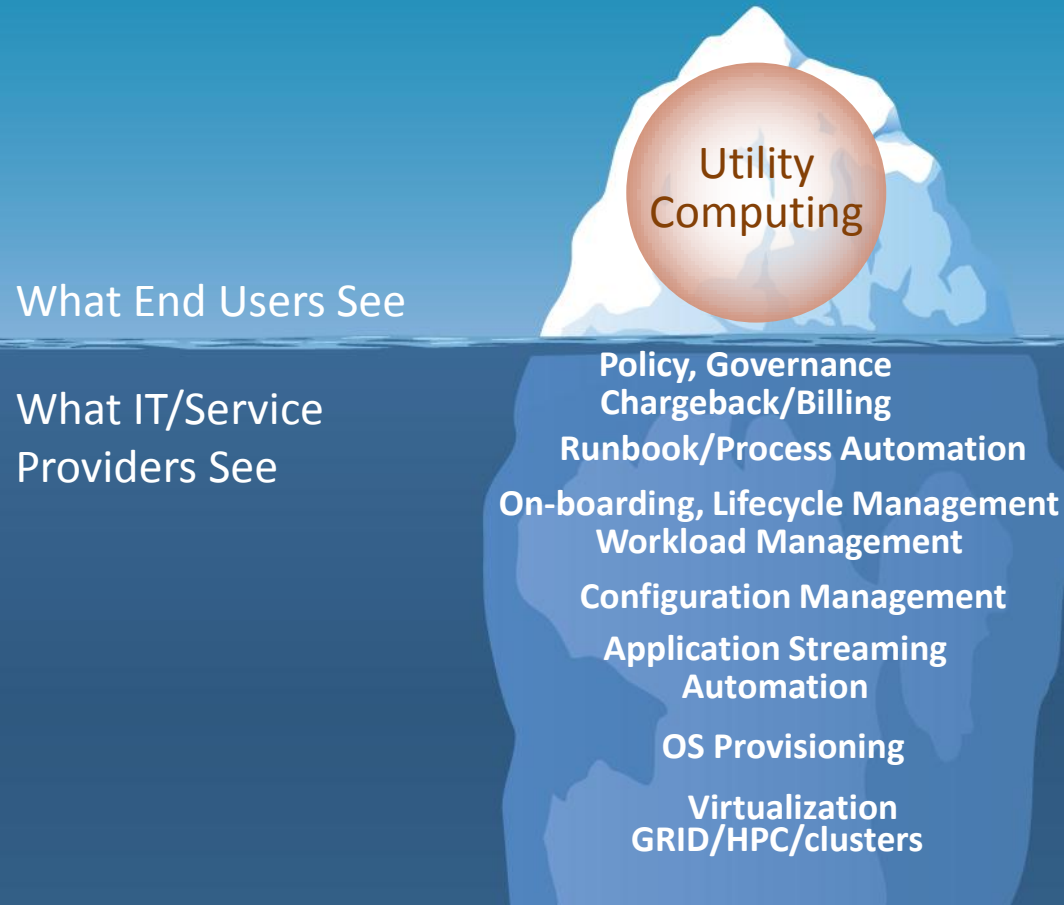 Utility
Computing
What End Users See
What IT/Service
Providers See
Policy, Governance
Chargeback/Billing
Runbook/Process Automation
On-boarding, Lifecycle Management
Workload Management
Configuration Management
Application Streaming
Automation
OS Provisioning
Virtualization
GRID/HPC/clusters